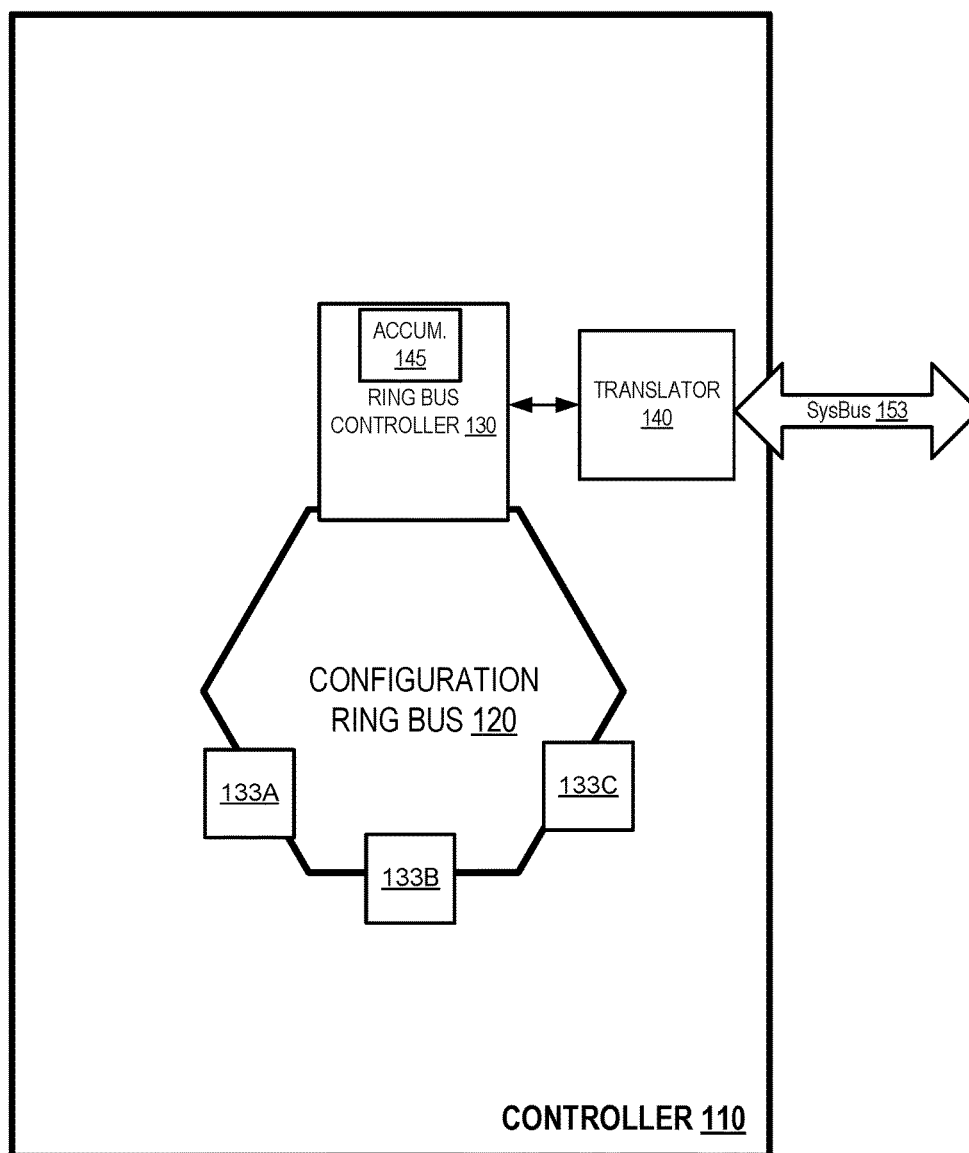 ACCUM.
145
RING BUS
CONTROLLER 130
TRANSLATOR
140
SysBus 153
CONFIGURATION
RING BUS 120
133A
133C
133B
CONTROLLER 110